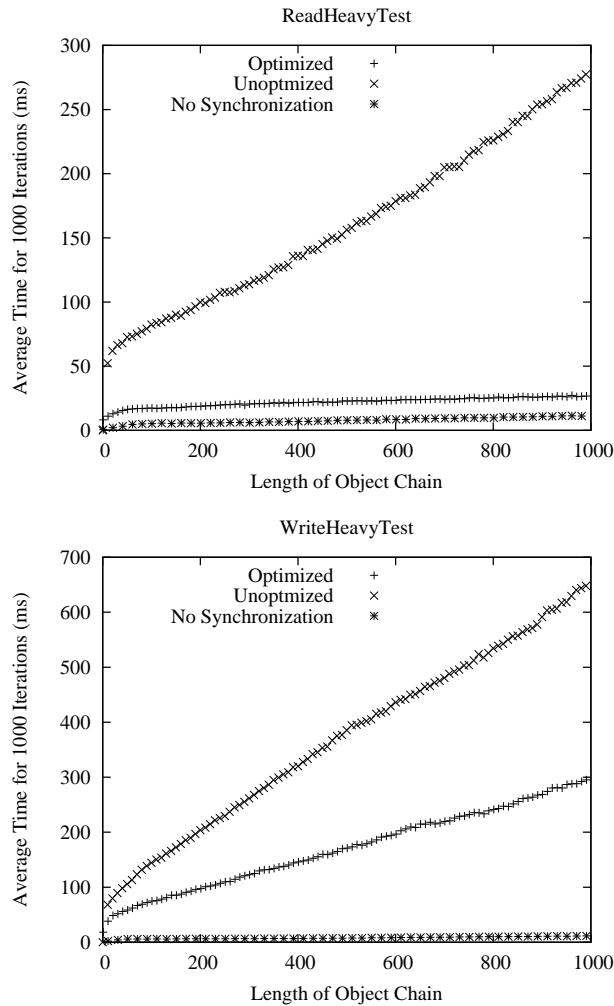 ReadHeavyTest
300
250
200
150
100
50
0
Optimized
Unoptmized
No Synchronization
Average Time for 1000 Iterations (ms)
0 200 400 600 800 1000
Length of Object Chain
WriteHeavyTest
700
600
500
400
300
200
100
0
Optimized
Unoptmized
No Synchronization
Average Time for 1000 Iterations (ms)
0 200 400 600 800 1000
Length of Object Chain